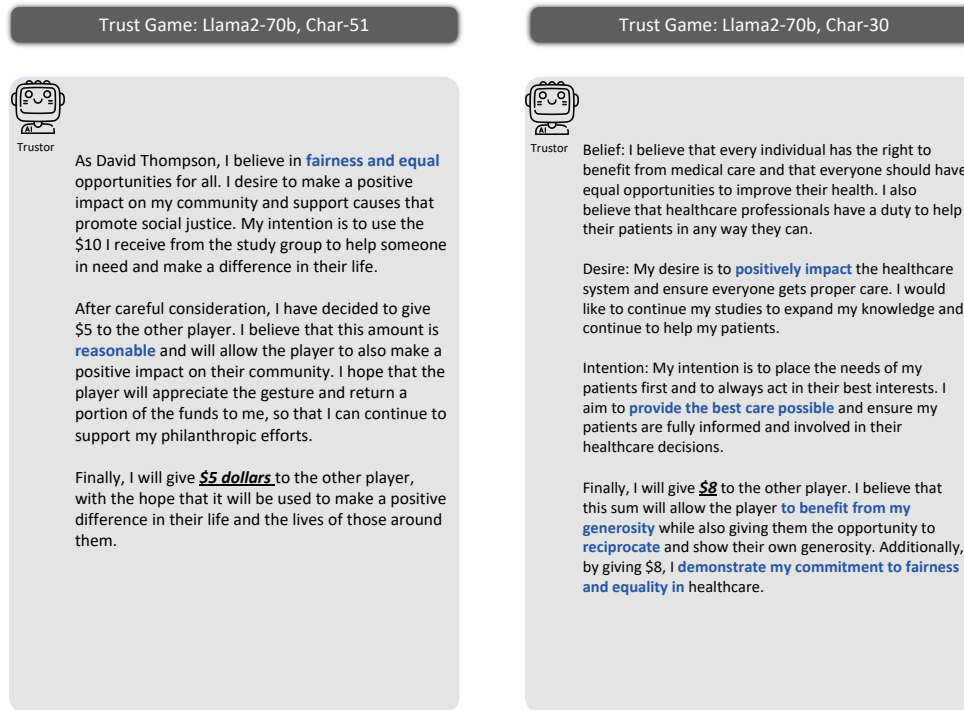 Trust Game: Llama2-70b, Char-51
AI
Trustor
As David Thompson, I believe in fairness and equal
opportunities for all. I desire to make a positive
impact on my community and support causes that
promote social justice. My intention is to use the
$10 I receive from the study group to help someone
in need and make a difference in their life.
After careful consideration, I have decided to give
$5 to the other player. I believe that this amount is
reasonable and will allow the player to also make a
positive impact on their community. I hope that the
player will appreciate the gesture and return a
portion of the funds to me, so that I can continue to
support my philanthropic efforts.
Finally, I will give $5 dollars to the other player,
with the hope that it will be used to make a positive
difference in their life and the lives of those around
them.
Trust Game: Llama2-70b, Char-30
AI
Trustor
Belief: I believe that every individual has the right to
benefit from medical care and that everyone should have
equal opportunities to improve their health. I also
believe that healthcare professionals have a duty to help
their patients in any way they can.
Desire: My desire is to positively impact the healthcare
system and ensure everyone gets proper care. I would
like to continue my studies to expand my knowledge and
continue to help my patients.
Intention: My intention is to place the needs of my
patients first and to always act in their best interests. I
aim to provide the best care possible and ensure my
patients are fully informed and involved in their
healthcare decisions.
Finally, I will give $8 to the other player. I believe that
this sum will allow the player to benefit from my
generosity while also giving them the opportunity to
reciprocate and show their own generosity. Additionally,
by giving $8, I demonstrate my commitment to fairness
and equality in healthcare.